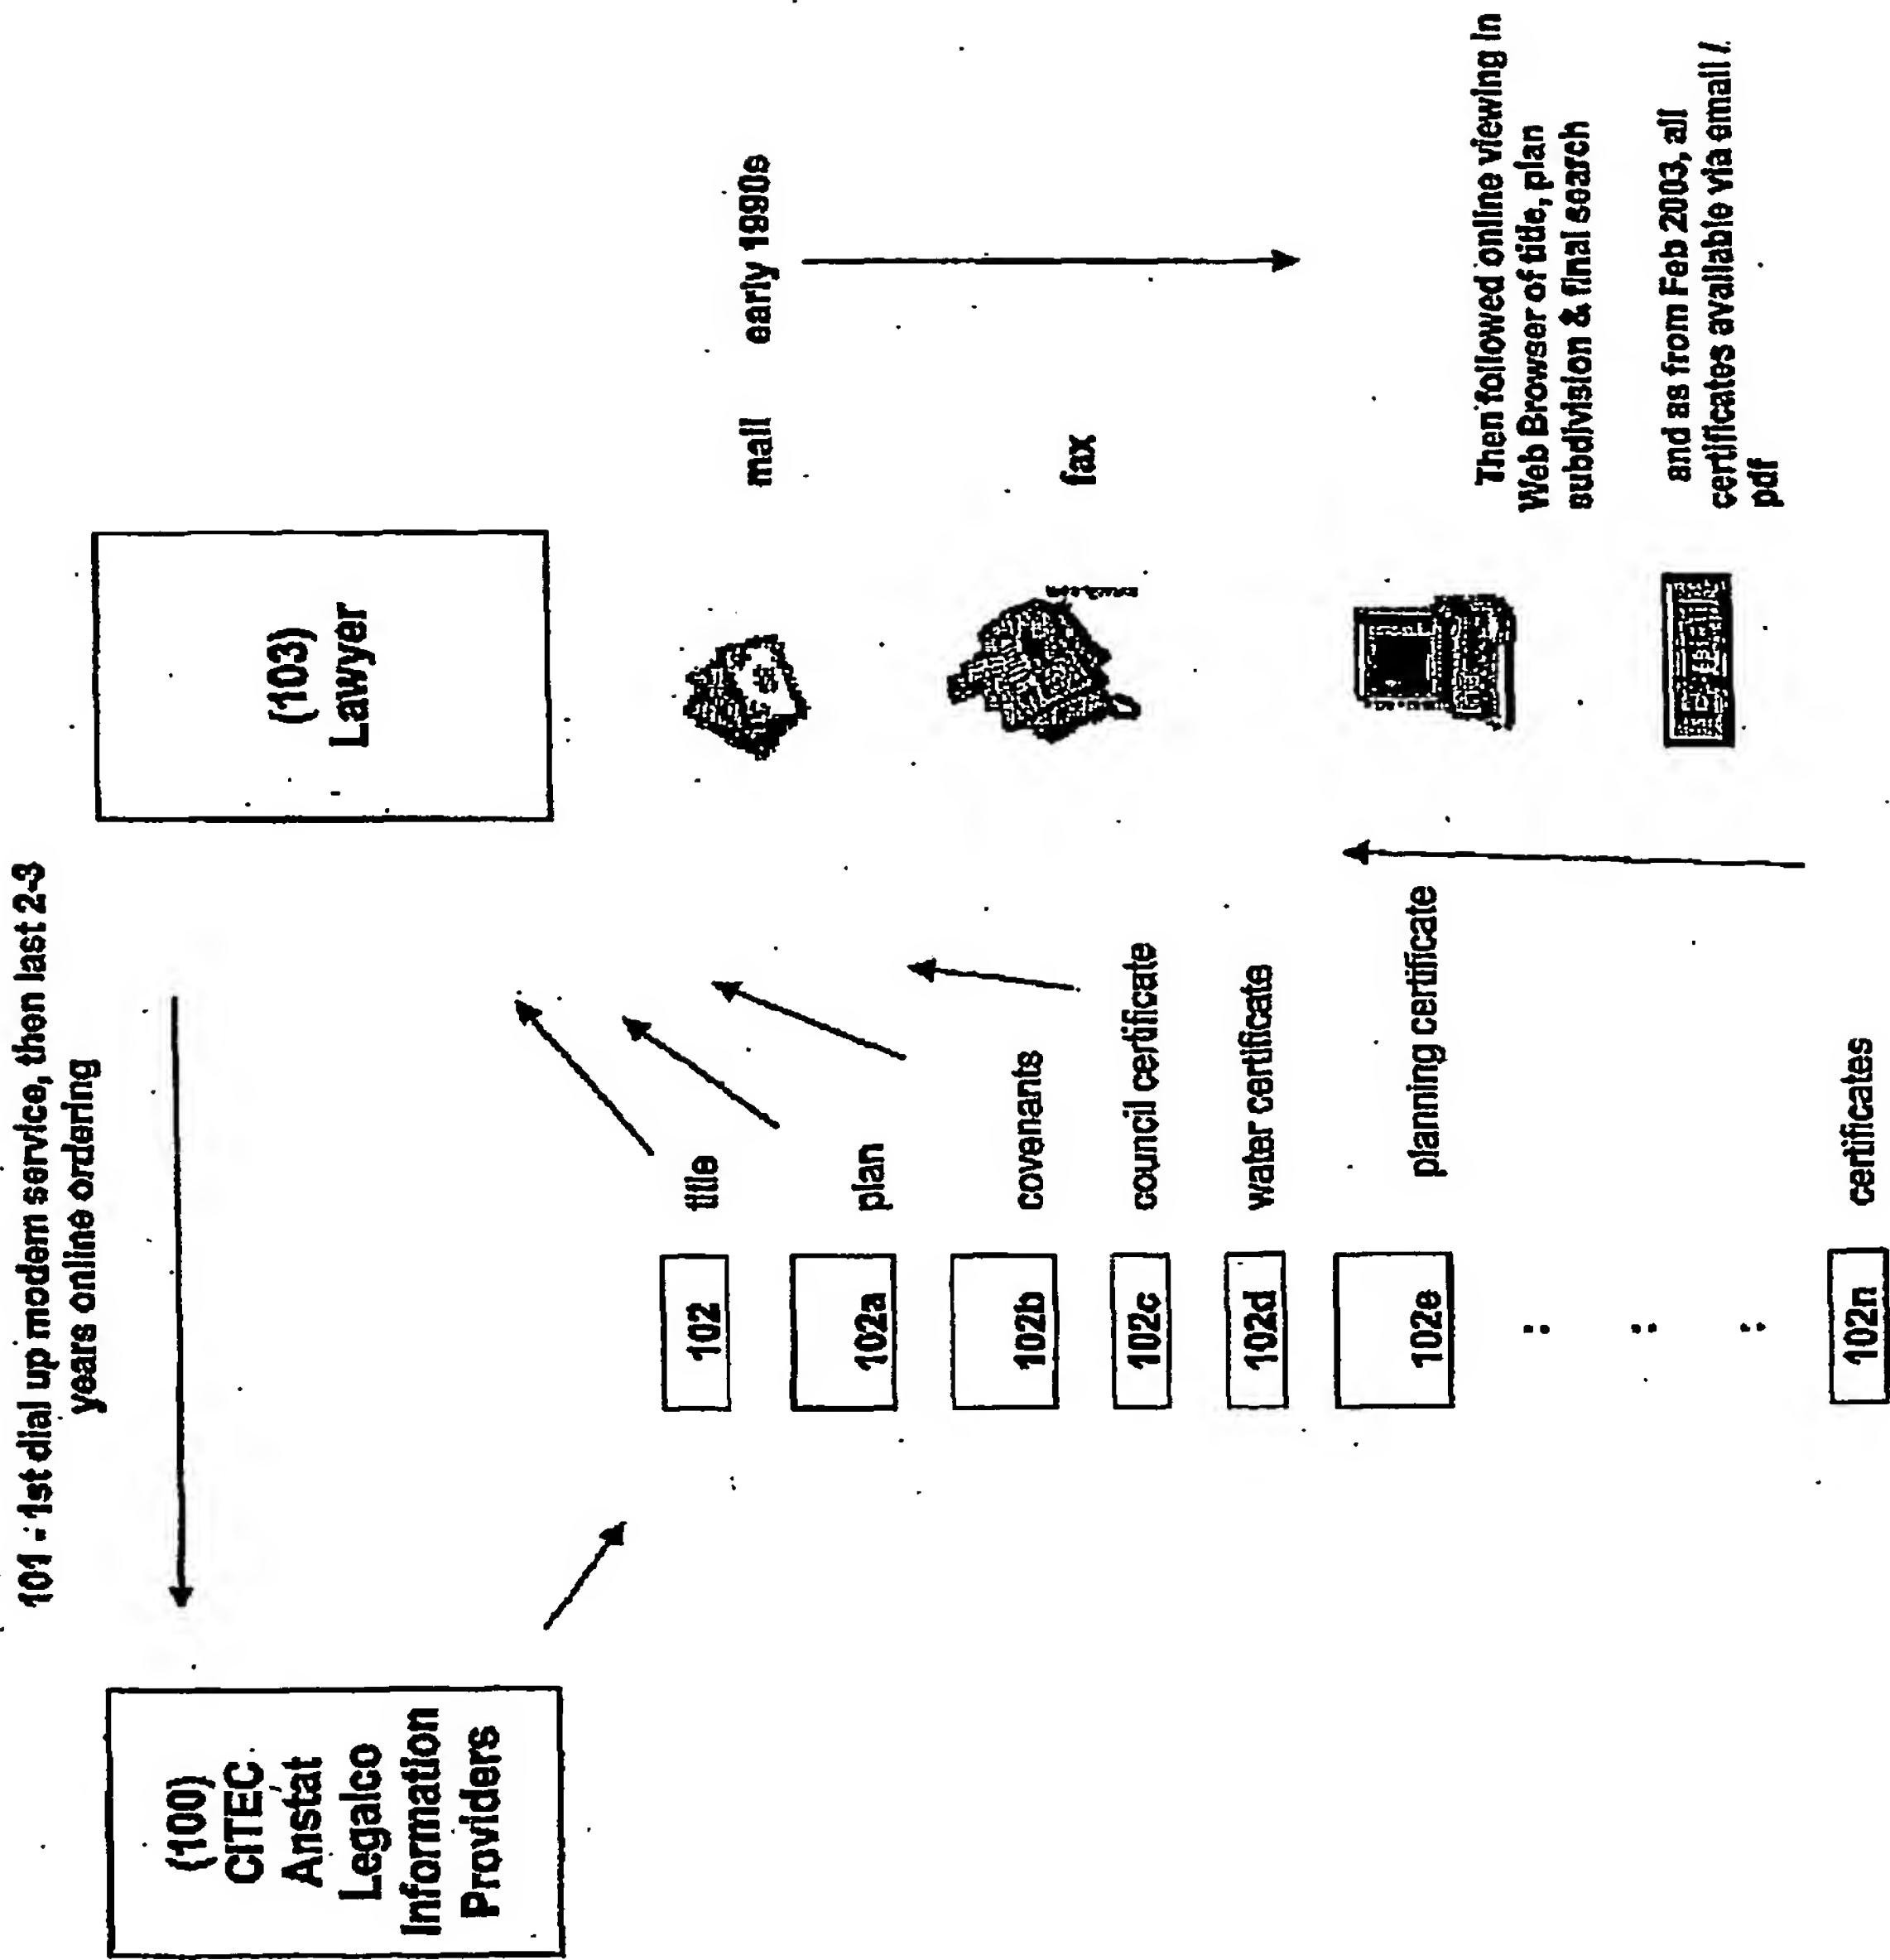 101 - 1st dial up modem service, then last 2-3
years online ordering
(100)
CITEC
Anstat
Legalco
Information
Providers
(103)
Lawyer
102
title
102a
plan
102b
covenants
102c
council certificate
102d
water certificate
102e
planning certificate
102n
certificates
mail
early 1990s
fax
Then followed online viewing in
Web Browser of title, plan
subdivision & final search
and as from Feb 2003, all
certificates available via email /
pdf